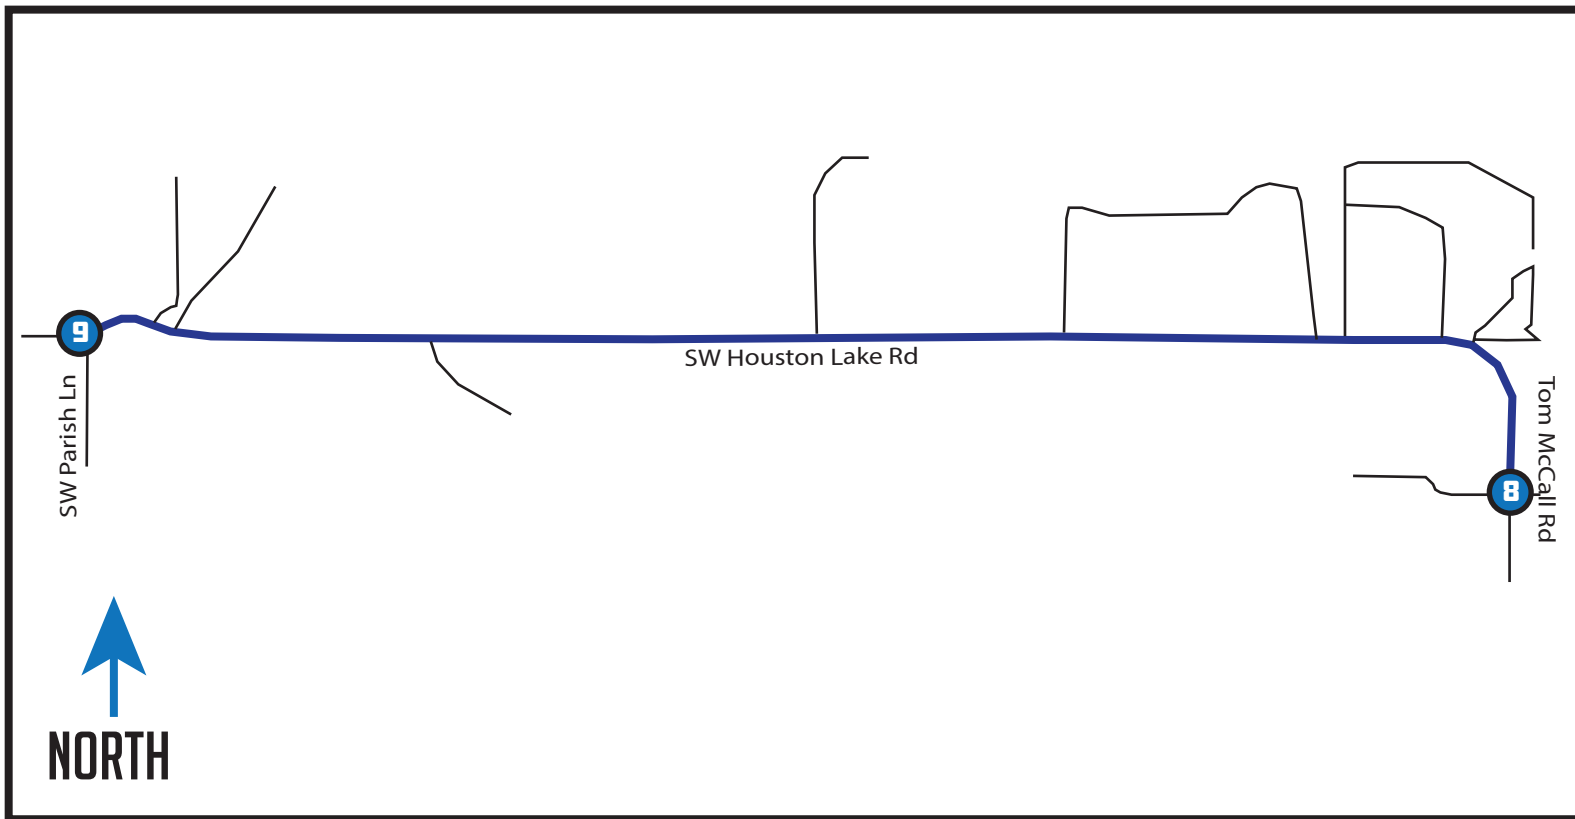 9
SW Houston Lake Rd
SW Parish Ln
Tom McCall Rd
8
NORTH